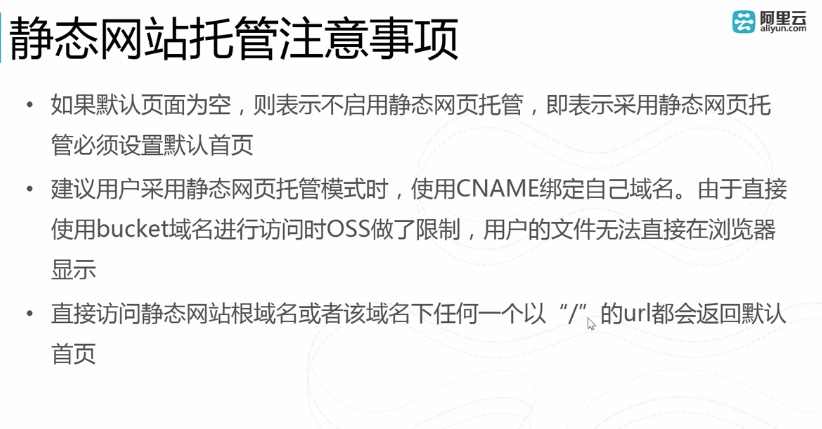 静态网站托管注意事项
阿里云
aliyun.com
• 如果默认页面为空，则表示不启用静态网页托管，即表示采用静态网页托
管必须设置默认首页
• 建议用户采用静态网页托管模式时，使用CNAME绑定自己域名。由于直接
使用bucket域名进行访问时OSS做了限制，用户的文件无法直接在浏览器
显示
• 直接访问静态网站根域名或者该域名下任何一个以“/”的url都会返回默认
首页